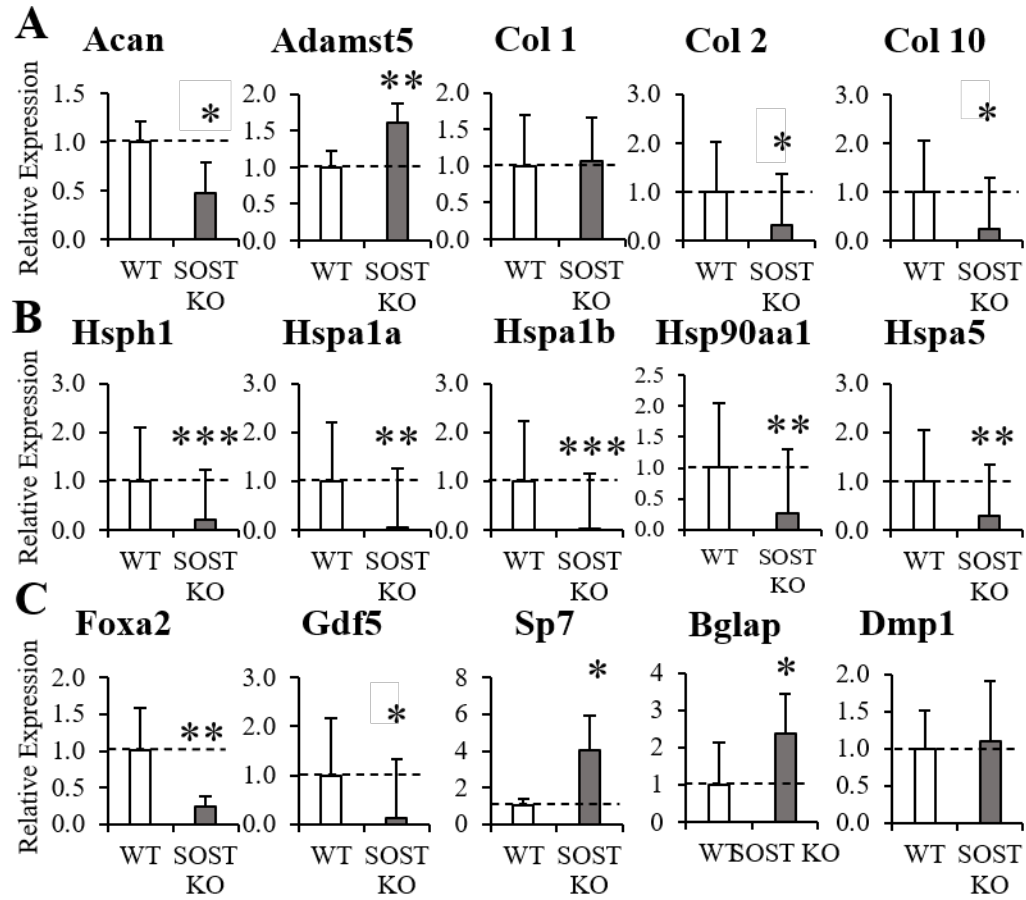 A
Acan Adamst5 Col 1 Col 2 Col 10
Relative Expression
1.5 1.0 0.5 0.0
*
WT SOST KO
2.0 1.5 1.0 0.5 0.0
**
WT SOST KO
2.0 1.5 1.0 0.5 0.0
WT SOST KO
3.0 2.0 1.0 0.0
*
WT SOST KO
3.0 2.0 1.0 0.0
*
WT SOST KO
B
Hsph1 Hspa1a Hspa1b Hsp90aa1 Hspa5
Relative Expression
3.0 2.0 1.0 0.0
***
WT SOST KO
3.0 2.0 1.0 0.0
**
WT SOST KO
3.0 2.0 1.0 0.0
***
WT SOST KO
2.5 2.0 1.5 1.0 0.5 0.0
**
WT SOST KO
3.0 2.0 1.0 0.0
**
WT SOST KO
C
Foxa2 Gdf5 Sp7 Bglap Dmp1
Relative Expression
2.0 1.5 1.0 0.5 0.0
**
WT SOST KO
3.0 2.0 1.0 0.0
*
WT SOST KO
8 6 4 2 0
*
WT SOST KO
4 3 2 1 0
*
WT SOST KO
2.0 1.5 1.0 0.5 0.0
WT SOST KO